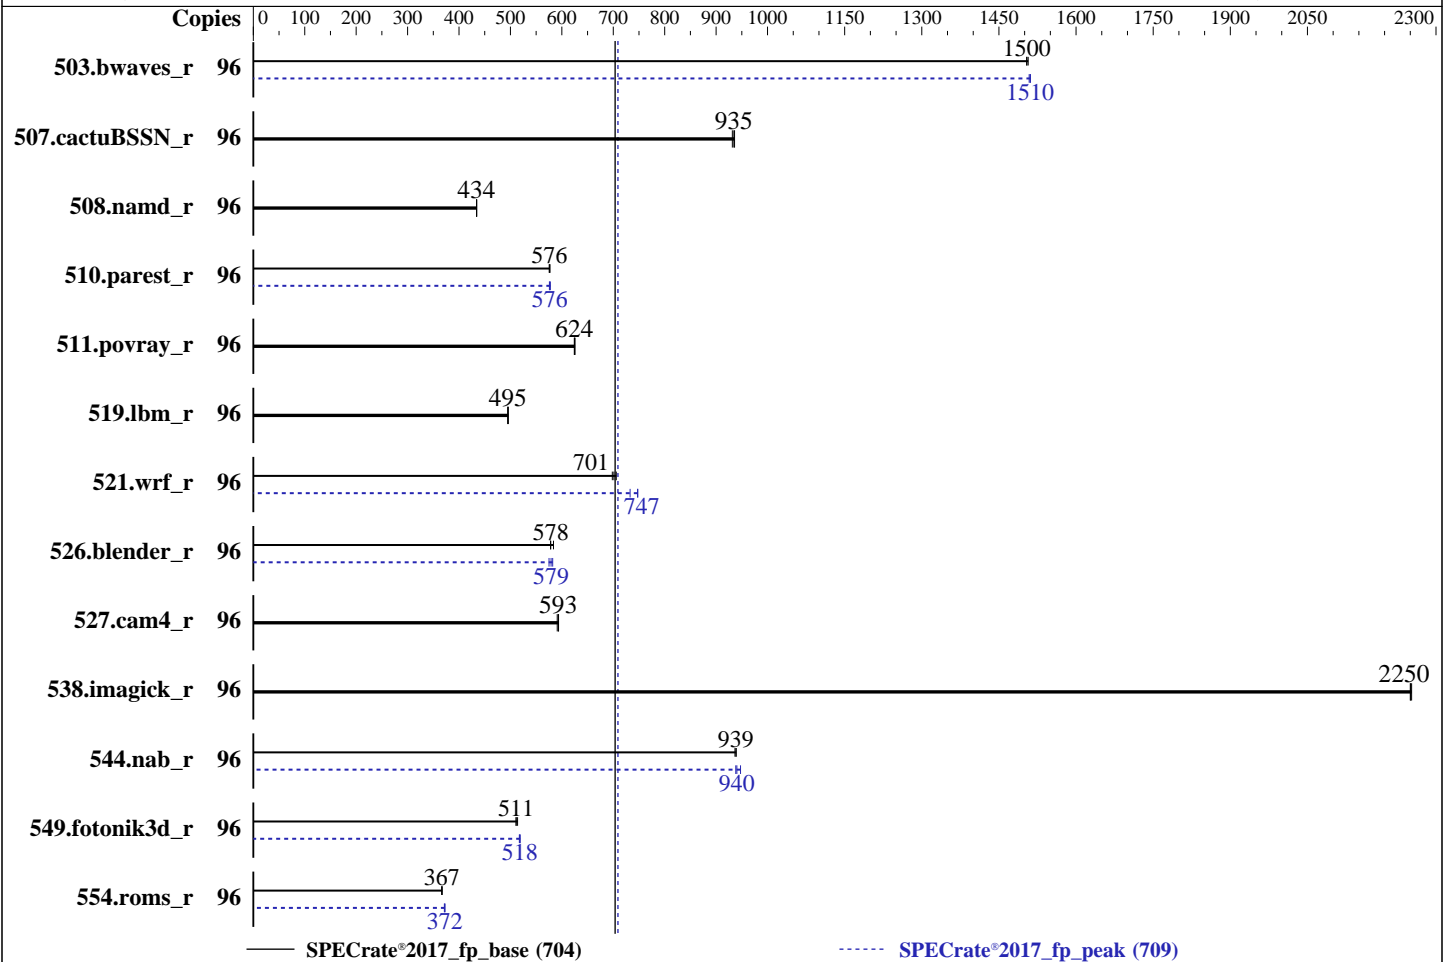 Copies 0 100 200 300 400 500 600 700 800 900 1000 1150 1300 1450 1600 1750 1900 2050 2300
1500
503.bwaves_r 96
1510
935
507.cactuBSSN_r 96
434
508.namd_r 96
576
510.parest_r 96
576
624
511.povray_r 96
495
519.lbm_r 96
701
521.wrf_r 96
747
578
526.blender_r 96
579
593
527.cam4_r 96
2250
538.imagick_r 96
939
544.nab_r 96
940
511
549.fotonik3d_r 96
518
367
554.roms_r 96
372
SPECrate®2017_fp_base (704) SPECrate®2017_fp_peak (709)